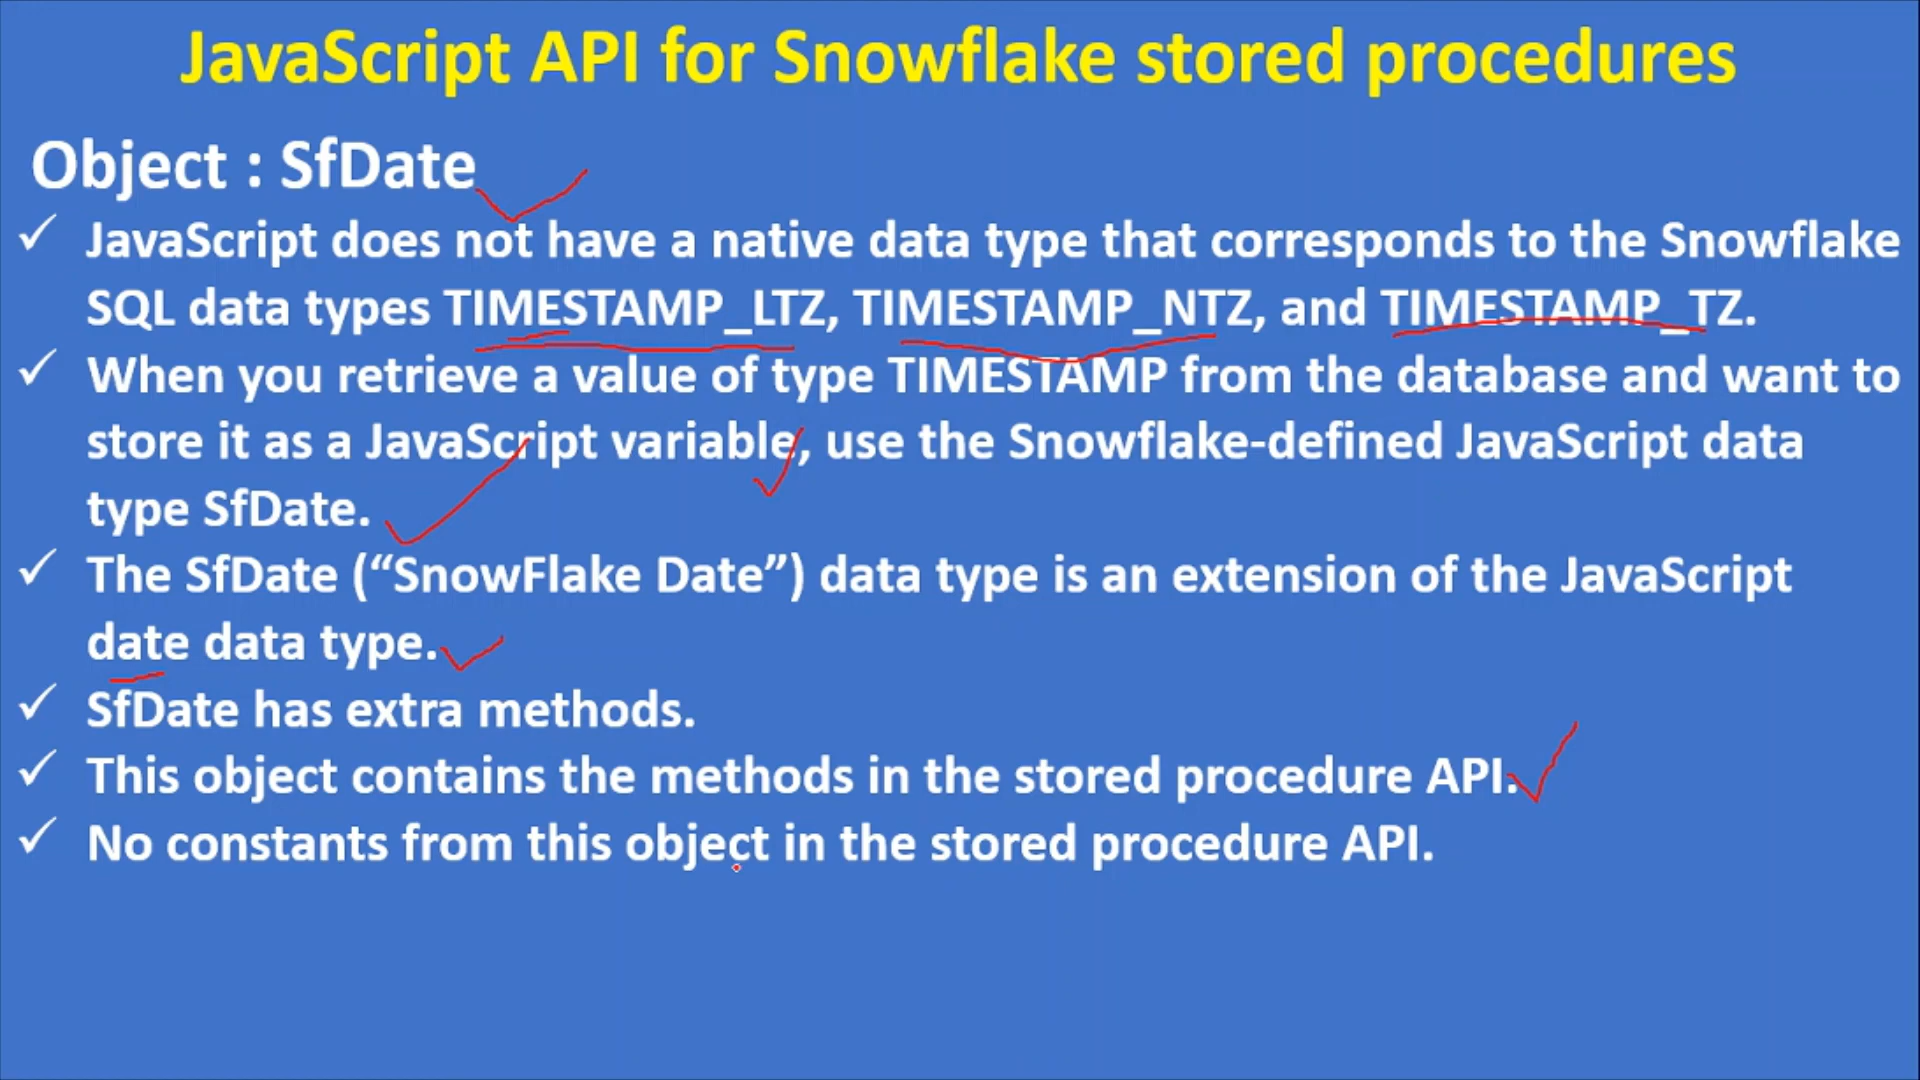 JavaScript API for Snowflake stored procedures
Object : SfDate
✓ JavaScript does not have a native data type that corresponds to the Snowflake
SQL data types TIMESTAMP_LTZ, TIMESTAMP_NTZ, and TIMESTAMP_TZ.
✓ When you retrieve a value of type TIMESTAMP from the database and want to
store it as a JavaScript variable, use the Snowflake-defined JavaScript data
type SfDate.
✓ The SfDate (“SnowFlake Date”) data type is an extension of the JavaScript
date data type.
✓ SfDate has extra methods.
✓ This object contains the methods in the stored procedure API.
✓ No constants from this object in the stored procedure API.